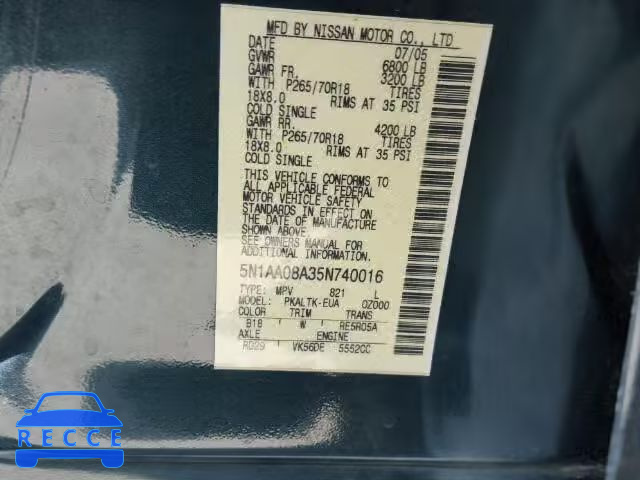 MFD BY NISSAN MOTOR CO., LTD
DATE 07/05
GVWR 6800 LB
GAWR FR. 3200 LB
WITH P265/70R18 TIRES
18X8.0 RIMS AT 35 PSI
COLD SINGLE
GAWR RR. 4200 LB
WITH P265/70R18 TIRES
18X8.0 RIMS AT 35 PSI
COLD SINGLE
THIS VEHICLE CONFORMS TO
ALL APPLICABLE FEDERAL
MOTOR VEHICLE SAFETY
STANDARDS IN EFFECT ON
THE DATE OF MANUFACTURE
SHOWN ABOVE.
SEE OWNERS MANUAL FOR
ADDITIONAL INFORMATION
5N1AA08A35N740016
TYPE: MPV 821 L
MODEL: PKALTK-EUA 0Z000
COLOR TRIM TRANS
B18 W RE5R05A
AXLE ENGINE
RD29 VK56DE 5552CC
RECCE